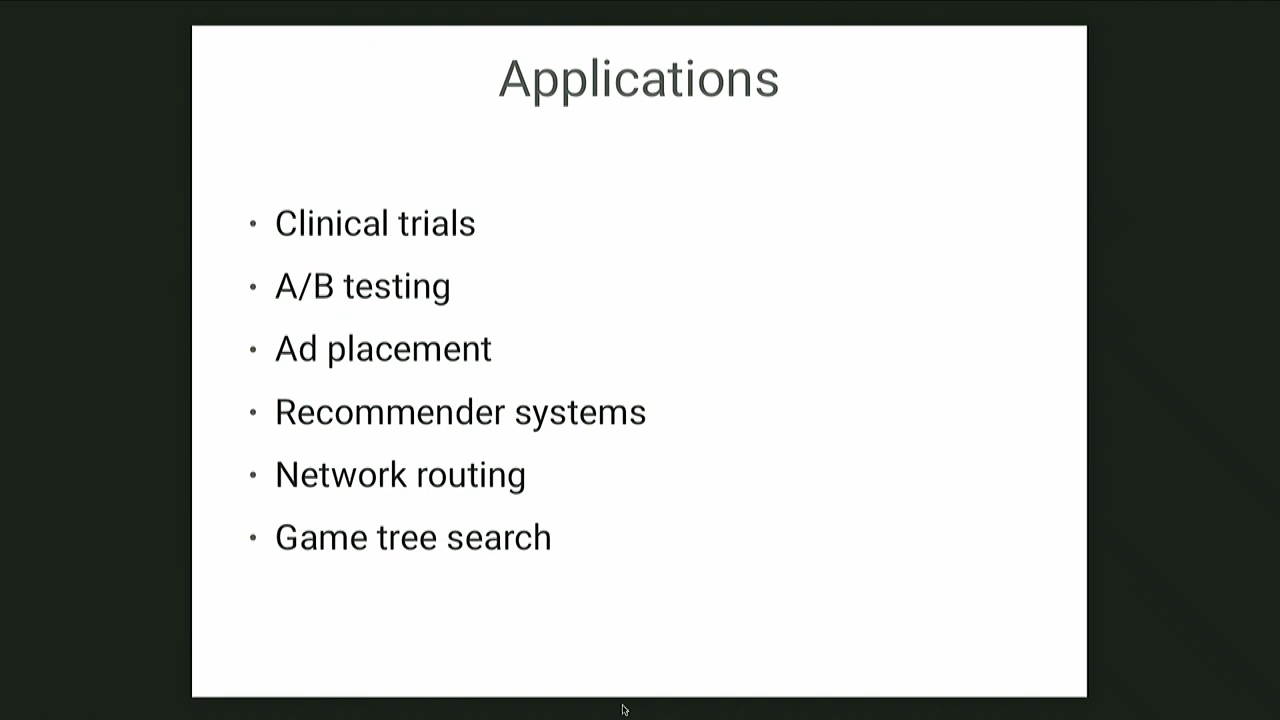 Applications
• Clinical trials
• A/B testing
• Ad placement
• Recommender systems
• Network routing
• Game tree search